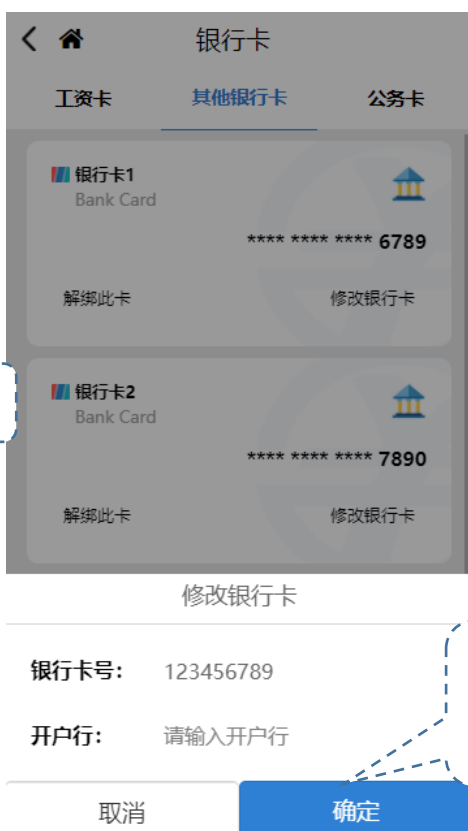 银行卡
工资卡 其他银行卡 公务卡
银行卡1
Bank Card
**** **** **** 6789
解绑此卡 修改银行卡
银行卡2
Bank Card
**** **** **** 7890
解绑此卡 修改银行卡
修改银行卡
银行卡号: 123456789
开户行: 请输入开户行
取消 确定